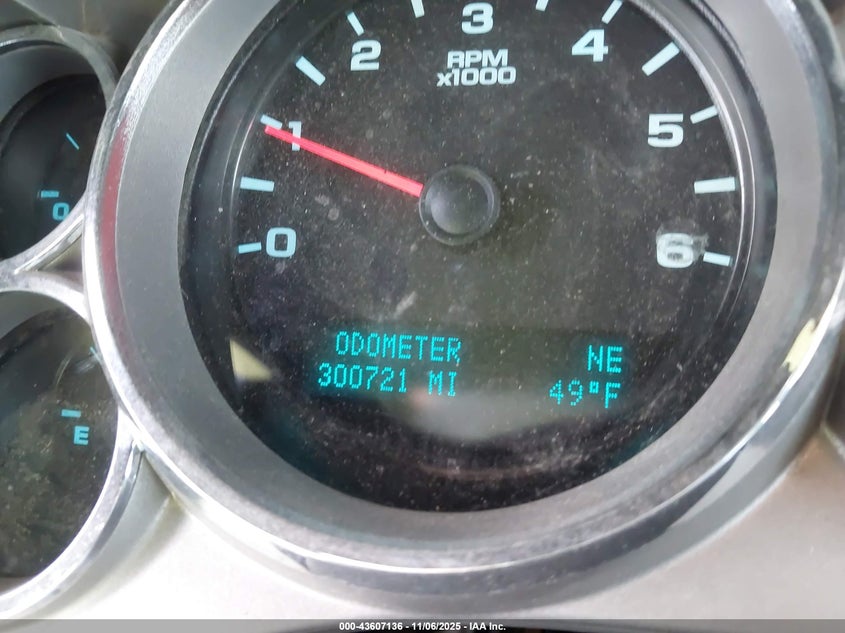 3
2
4
RPM
x1000
1
5
0
6
0
E
ODOMETER
300721 MI
NE
49°F
000-43607136 - 11/06/2025 - IAA Inc.